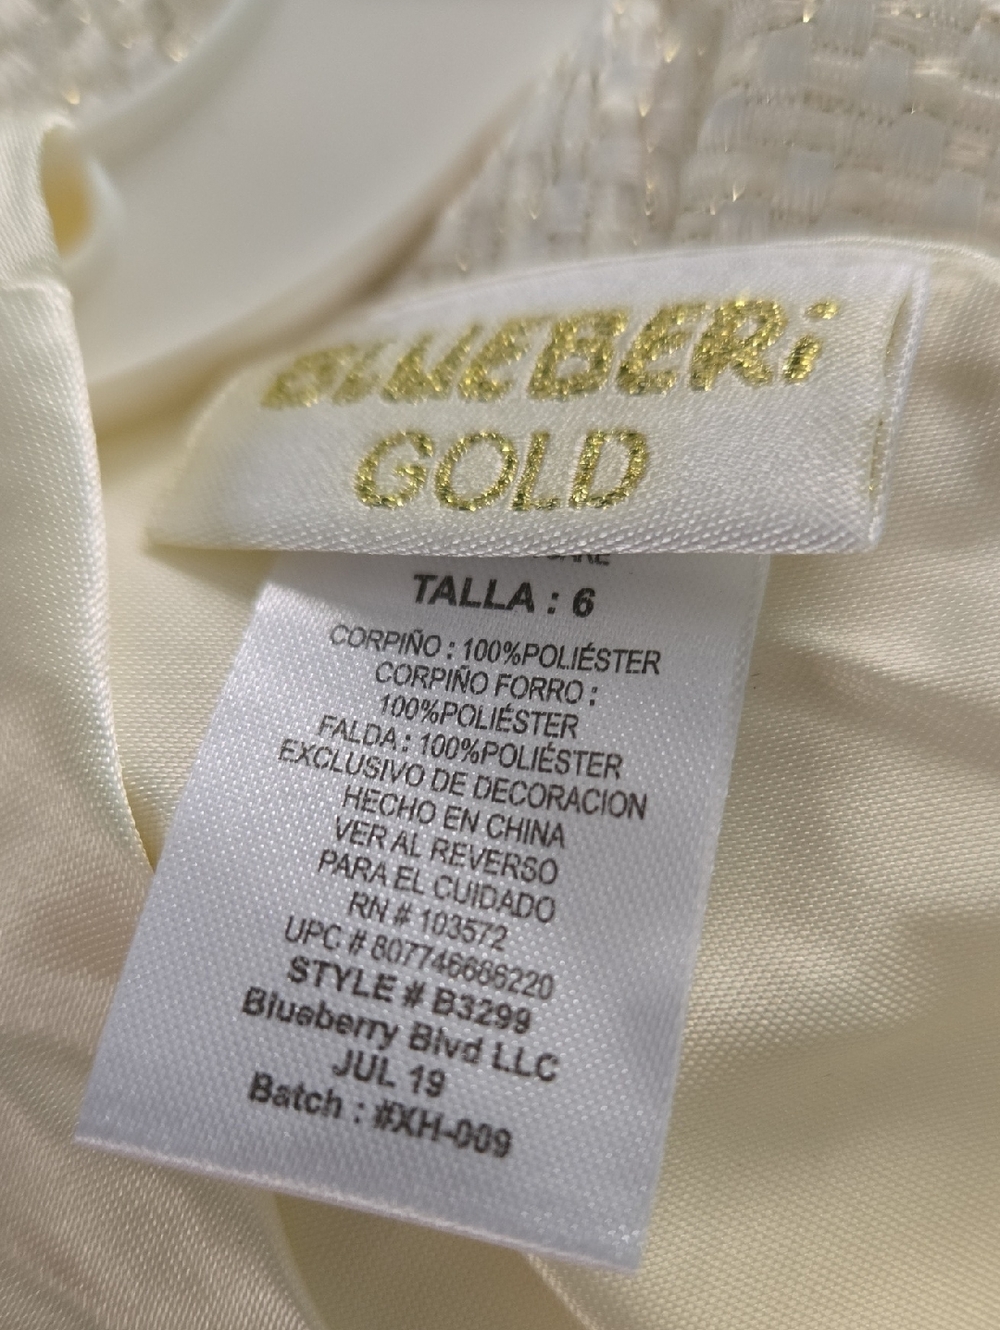 BLUEBERi
GOLD
TALLA : 6
CORPIÑO : 100%POLIÉSTER
CORPIÑO FORRO :
100%POLIÉSTER
FALDA : 100%POLIÉSTER
EXCLUSIVO DE DECORACION
HECHO EN CHINA
VER AL REVERSO
PARA EL CUIDADO
RN # 103572
UPC # 807746686220
STYLE # B3299
Blueberry Blvd LLC
JUL 19
Batch : #XH-009